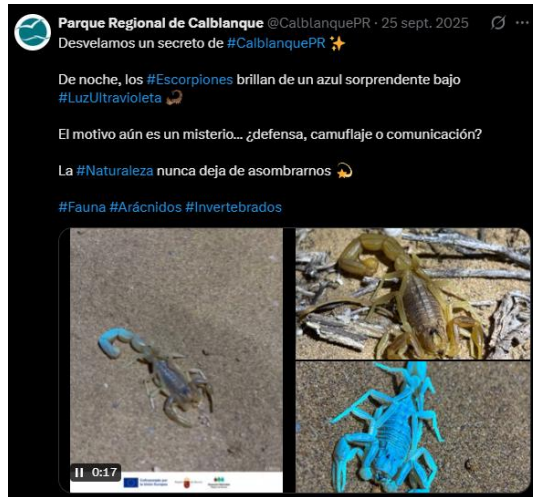 Parque Regional de Calblanque @CalblanquePR · 25 sept. 2025
Desvelamos un secreto de #CalblanquePR ✨
De noche, los #Escorpiones brillan de un azul sorprendente bajo
#LuzUltravioleta 🦂
El motivo aún es un misterio... ¿defensa, camuflaje o comunicación?
La #Naturaleza nunca deja de asombrarnos 💫
#Fauna #Arácnidos #Invertebrados
0:17